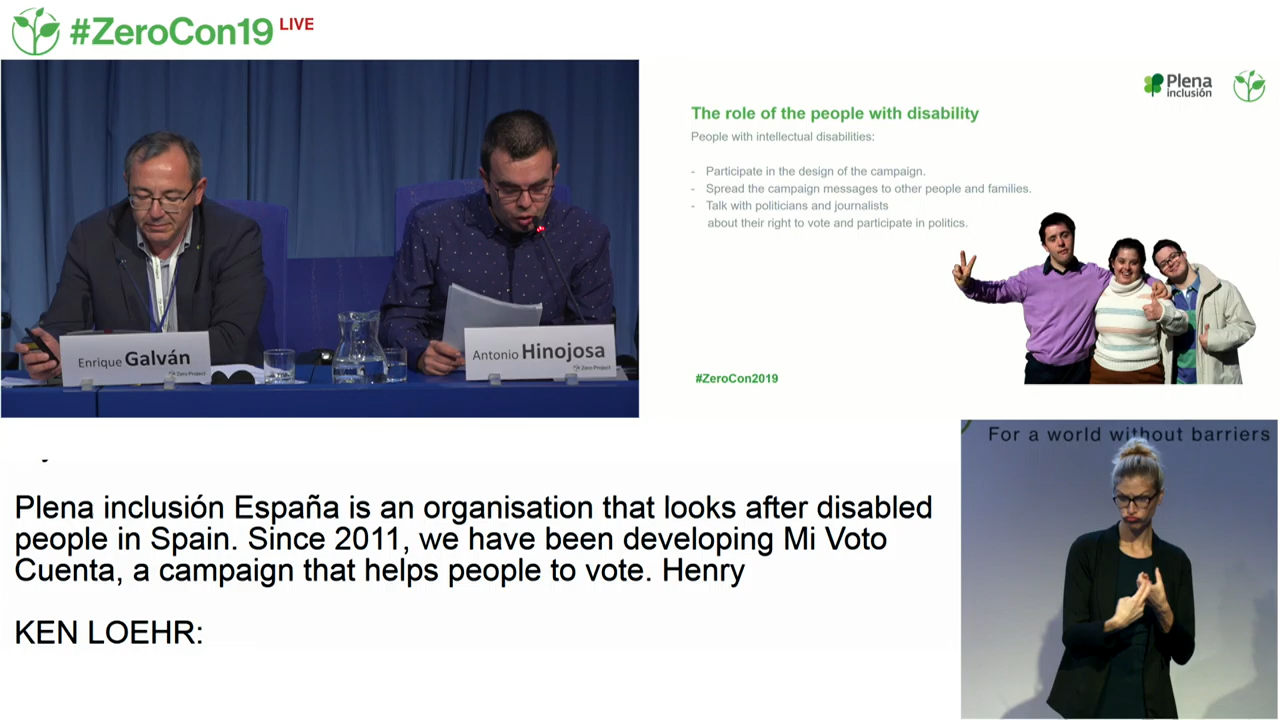 #ZeroCon19 LIVE
Plena
inclusión
The role of the people with disability
People with intellectual disabilities:
- Participate in the design of the campaign.
- Spread the campaign messages to other people and families.
- Talk with politicians and journalists
about their right to vote and participate in politics.
#ZeroCon2019
Enrique Galván
Zero Project
Antonio Hinojosa
Zero Project
For a world without barriers
Plena inclusión España is an organisation that looks after disabled
people in Spain. Since 2011, we have been developing Mi Voto
Cuenta, a campaign that helps people to vote. Henry
KEN LOEHR: